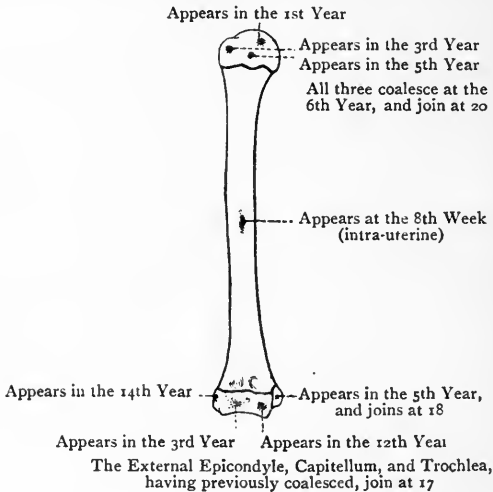 Appears in the 1st Year
Appears in the 3rd Year
Appears in the 5th Year
All three coalesce at the
6th Year, and join at 20
Appears at the 8th Week
(intra-uterine)
Appears in the 14th Year
Appears in the 5th Year,
and joins at 18
Appears in the 3rd Year
Appears in the 12th Year
The External Epicondyle, Capitellum, and Trochlea,
having previously coalesced, join at 17